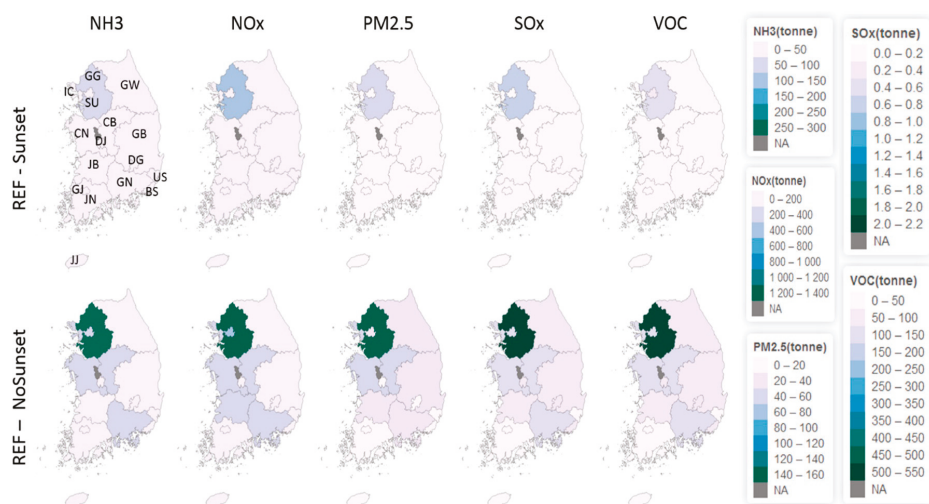 NH3 NOx PM2.5 SOx VOC
REF - Sunset
GG
GW
IC
SU
CB
CN
GB
DJ
JB
DG
US
GN
GJ
BS
JN
JJ
REF – NoSunset
NH3(tonne)
0 – 50
50 – 100
100 – 150
150 – 200
200 – 250
250 – 300
NA
NOx(tonne)
0 – 200
200 – 400
400 – 600
600 – 800
800 – 1 000
1 000 – 1 200
1 200 – 1 400
NA
PM2.5(tonne)
0 – 20
20 – 40
40 – 60
60 – 80
80 – 100
100 – 120
120 – 140
140 – 160
NA
SOx(tonne)
0.0 – 0.2
0.2 – 0.4
0.4 – 0.6
0.6 – 0.8
0.8 – 1.0
1.0 – 1.2
1.2 – 1.4
1.4 – 1.6
1.6 – 1.8
1.8 – 2.0
2.0 – 2.2
NA
VOC(tonne)
0 – 50
50 – 100
100 – 150
150 – 200
200 – 250
250 – 300
300 – 350
350 – 400
400 – 450
450 – 500
500 – 550
NA